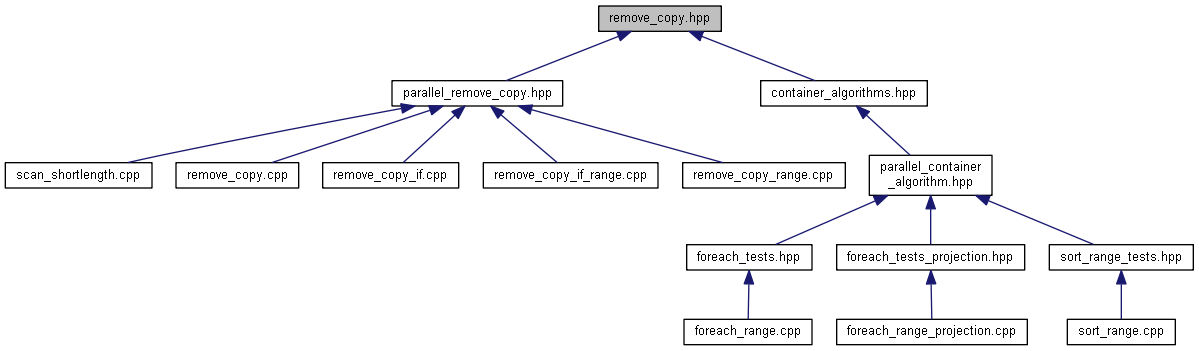 remove_copy.hpp
parallel_remove_copy.hpp
container_algorithms.hpp
scan_shortlength.cpp
remove_copy.cpp
remove_copy_if.cpp
remove_copy_if_range.cpp
remove_copy_range.cpp
parallel_container
_algorithm.hpp
foreach_tests.hpp
foreach_tests_projection.hpp
sort_range_tests.hpp
foreach_range.cpp
foreach_range_projection.cpp
sort_range.cpp